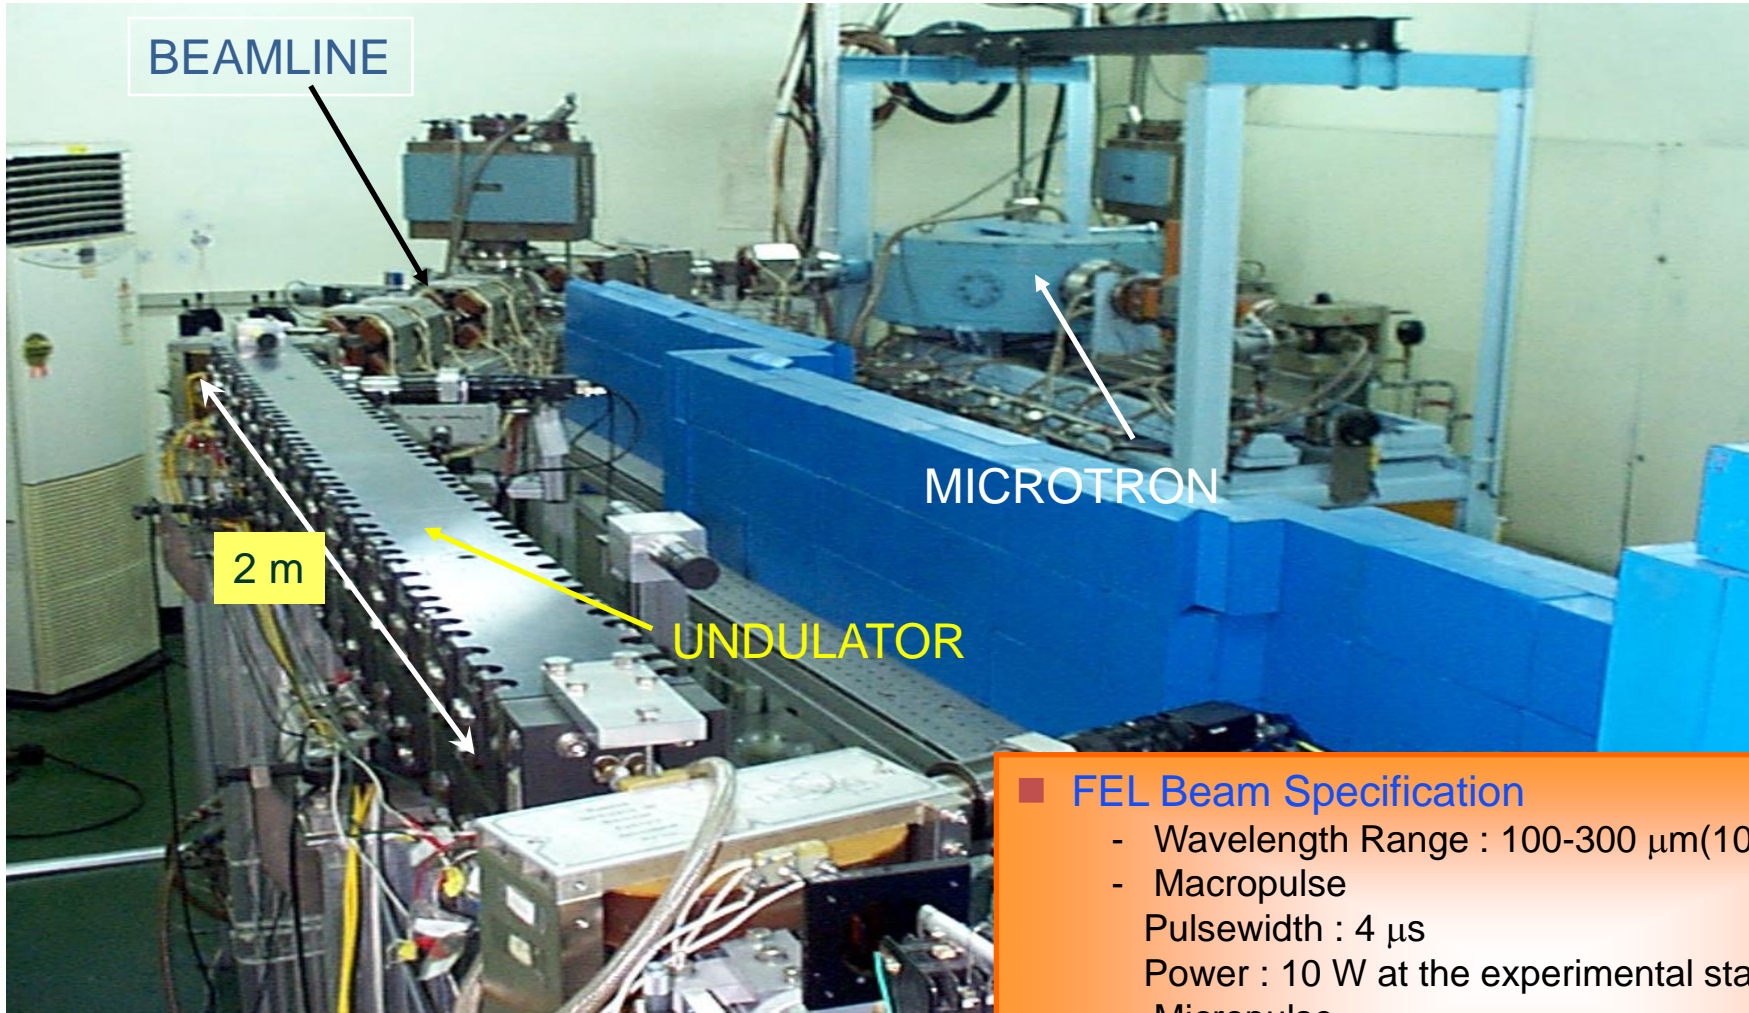 BEAMLINE
MICROTRON
2 m
UNDULATOR
■ FEL Beam Specification
- Wavelength Range : 100-300 μm(10
- Macropulse
Pulsewidth : 4 μs
Power : 10 W at the experimental sta
Micropulse